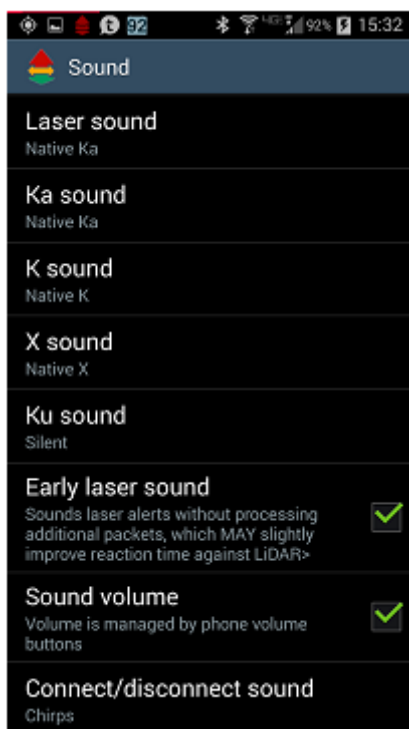 32 4G 92% 15:32
Sound
Laser sound
Native Ka
Ka sound
Native Ka
K sound
Native K
X sound
Native X
Ku sound
Silent
Early laser sound
Sounds laser alerts without processing
additional packets, which MAY slightly
improve reaction time against LiDAR>
Sound volume
Volume is managed by phone volume
buttons
Connect/disconnect sound
Chirps